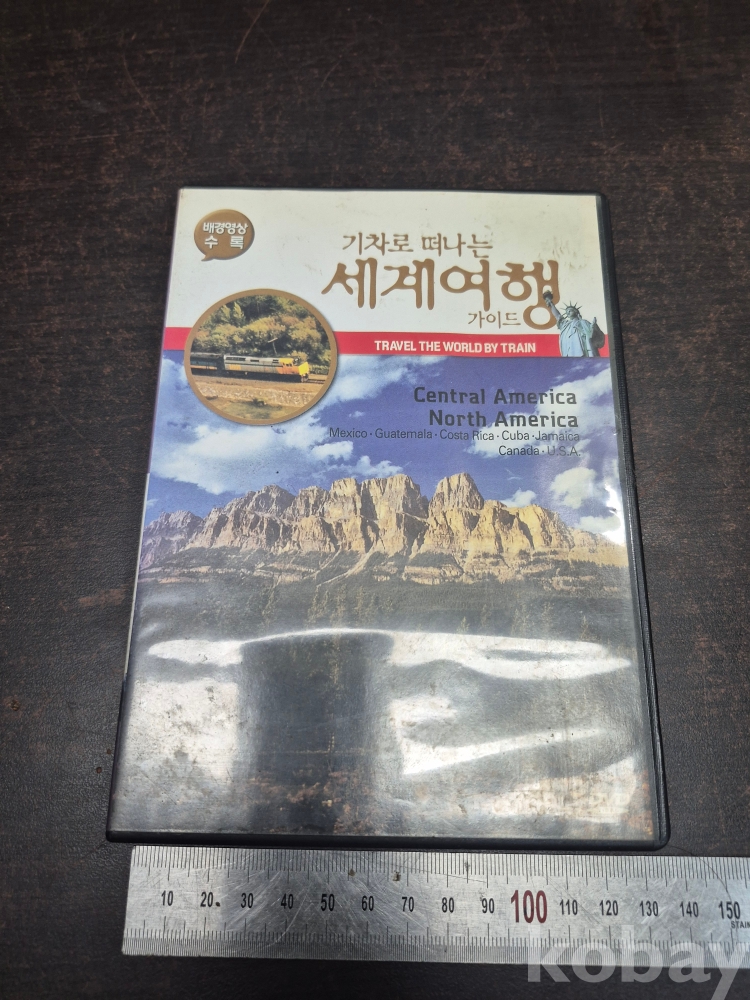 배경영상
수 록
기차로 떠나는
세계여행
가이드
TRAVEL THE WORLD BY TRAIN
Central America
North America
Mexico · Guatemala · Costa Rica · Cuba · Jamaica
Canada · U.S.A.
10 20 30 40 50 60 70 80 90 100 110 120 130 140 150
STAIN
kobay